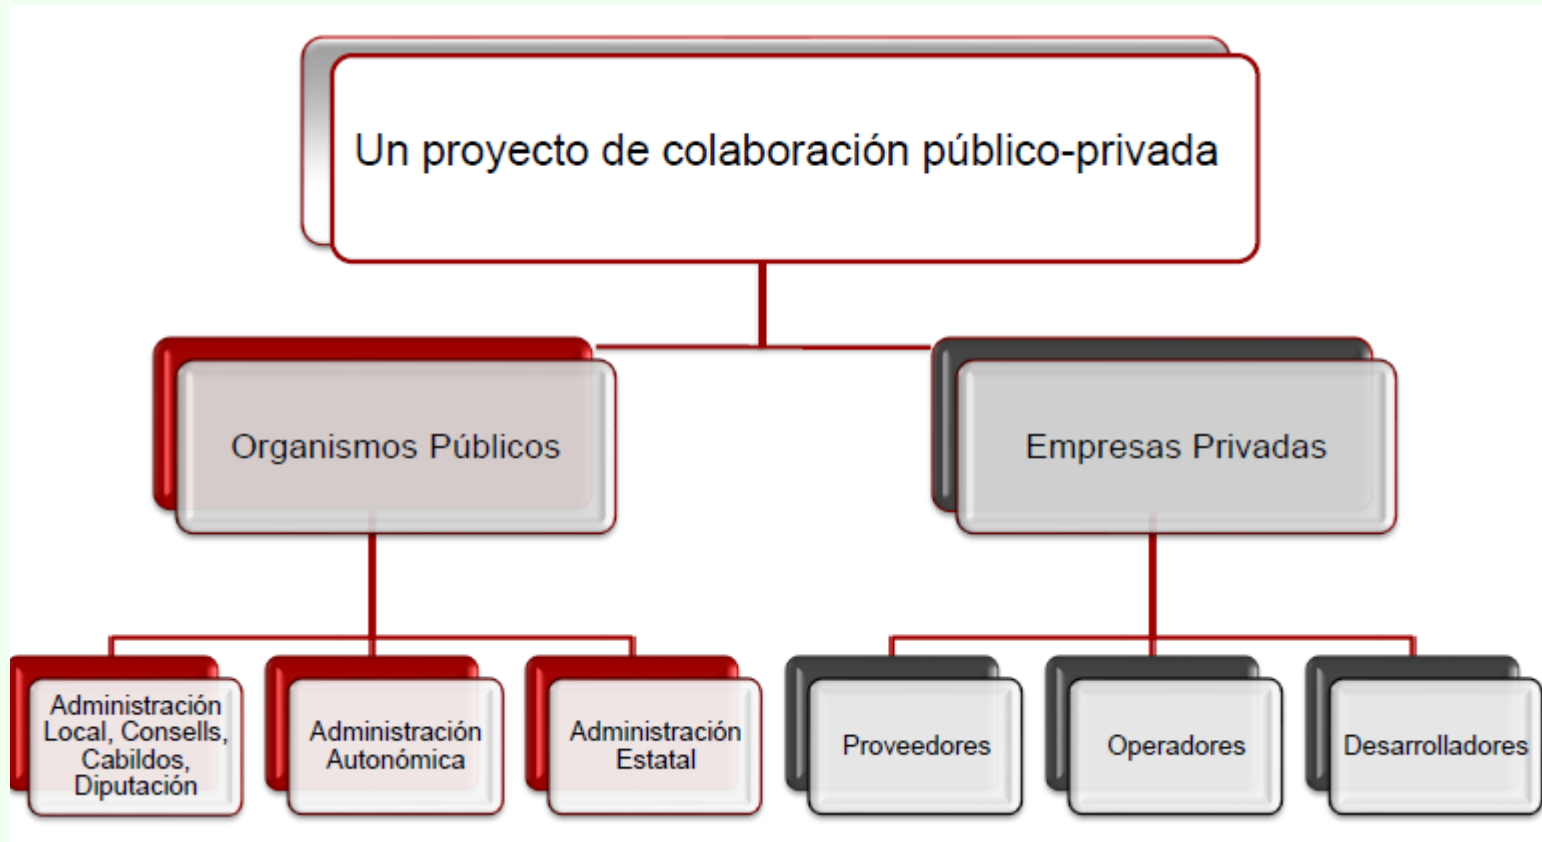 Un proyecto de colaboración público-privada
Organismos Públicos
Empresas Privadas
Administración
Local, Consells,
Cabildos,
Diputación
Administración
Autonómica
Administración
Estatal
Proveedores
Operadores
Desarrolladores